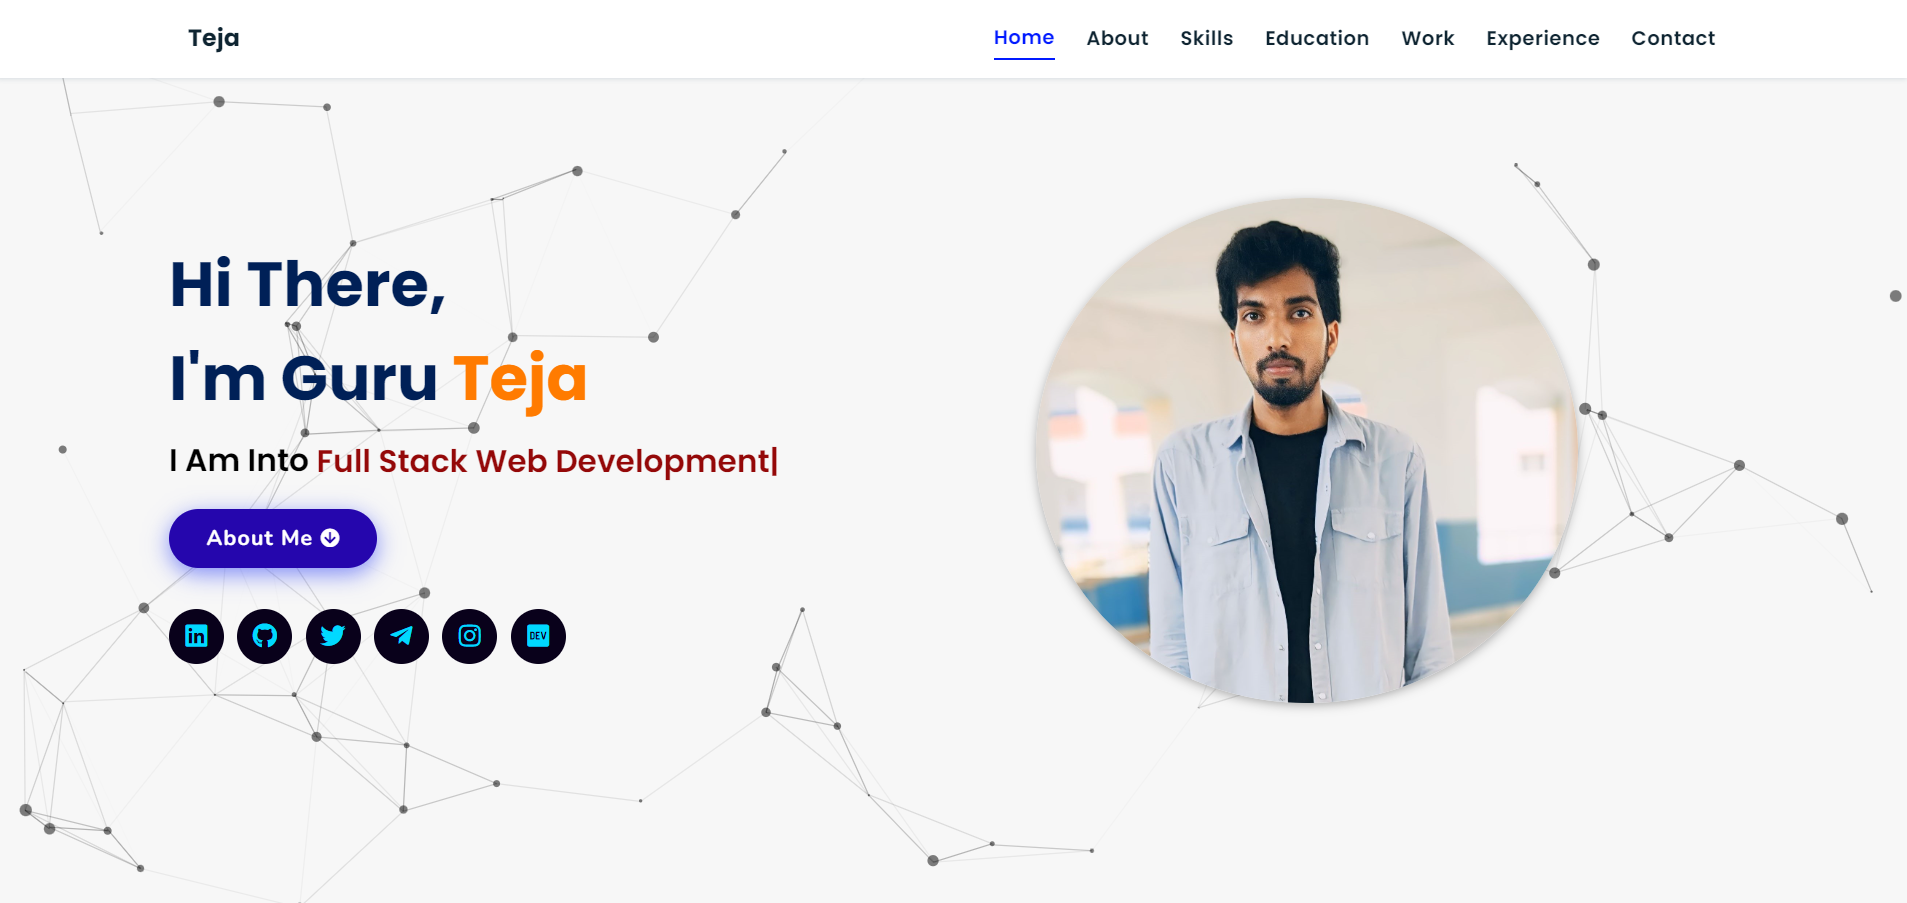 Teja
Home About Skills Education Work Experience Contact
Hi There,
I'm Guru Teja
I Am Into Full Stack Web Development|
About Me
in
DEV